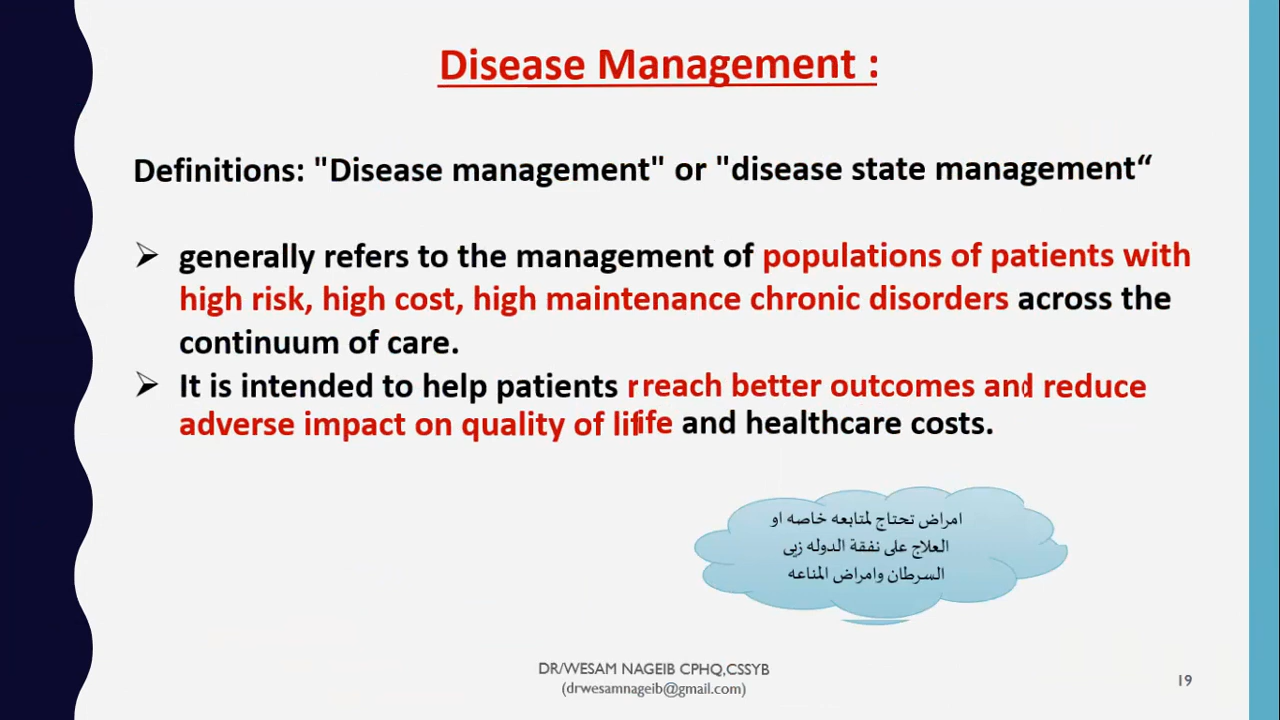 Disease Management :
Definitions: "Disease management" or "disease state management“
generally refers to the management of populations of patients with
high risk, high cost, high maintenance chronic disorders across the
continuum of care.
It is intended to help patients reach better outcomes and reduce
adverse impact on quality of life and healthcare costs.
امراض تحتاج لمتابعه خاصه او
العلاج على نفقة الدوله زى
السرطان وامراض المناعه
DR/WESAM NAGEIB CPHQ,CSSYB
(drwesamnageib@gmail.com)
19